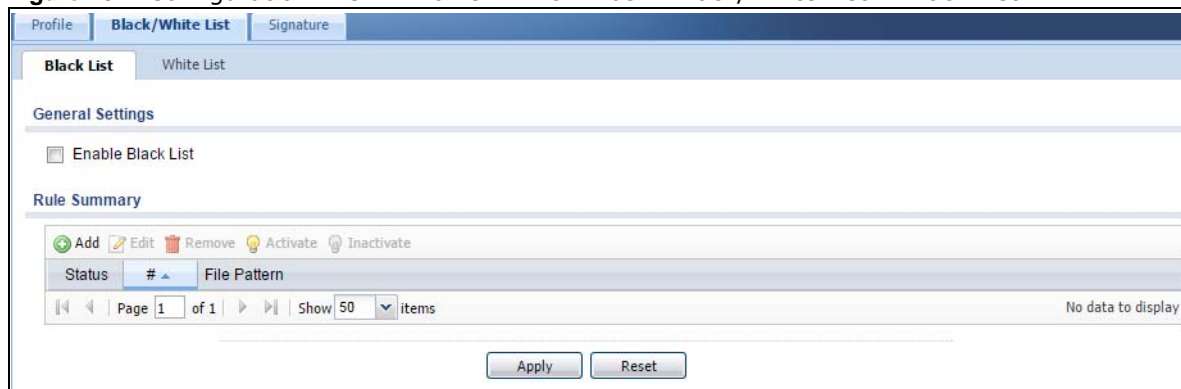 Profile Black/White List Signature
Black List White List
General Settings
Enable Black List
Rule Summary
Add Edit Remove Activate Inactivate
Status # File Pattern
Page 1 of 1 Show 50 items No data to display
Apply Reset